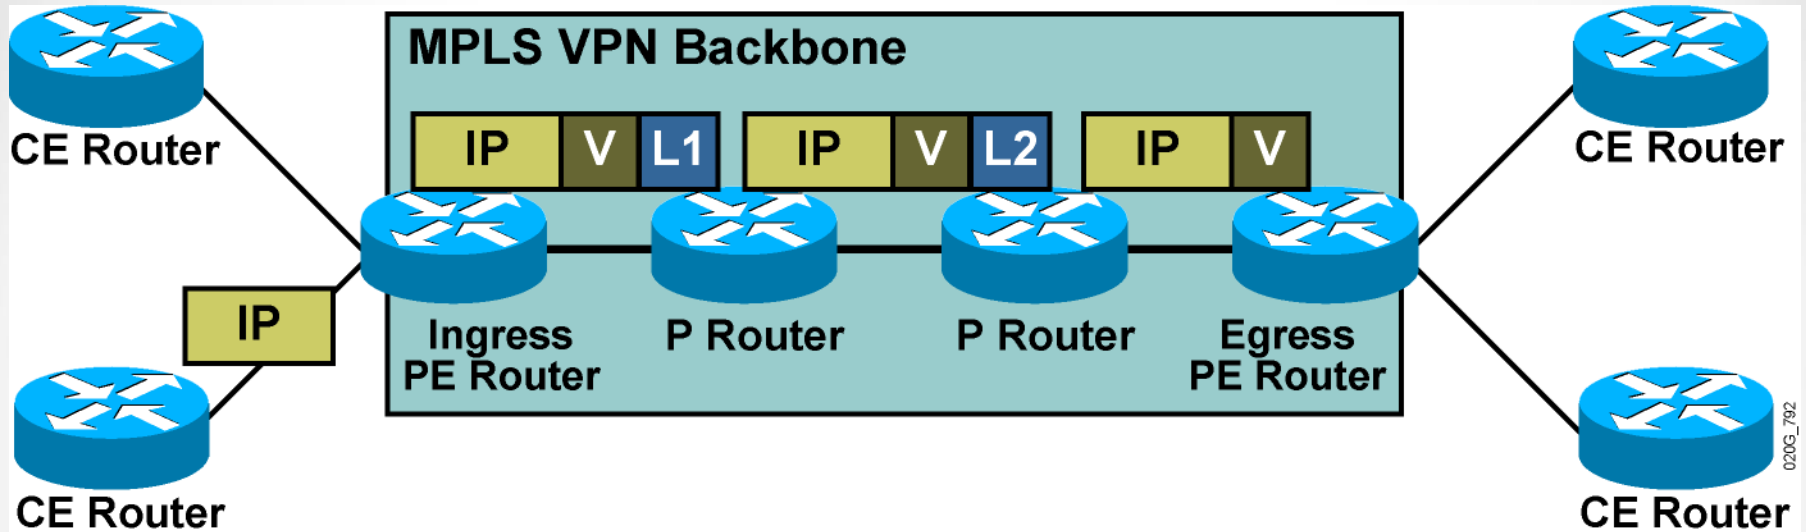 MPLS VPN Backbone
CE Router
CE Router
IP V L1
IP V L2
IP V
IP
Ingress
PE Router
P Router
P Router
Egress
PE Router
CE Router
CE Router
020G_792